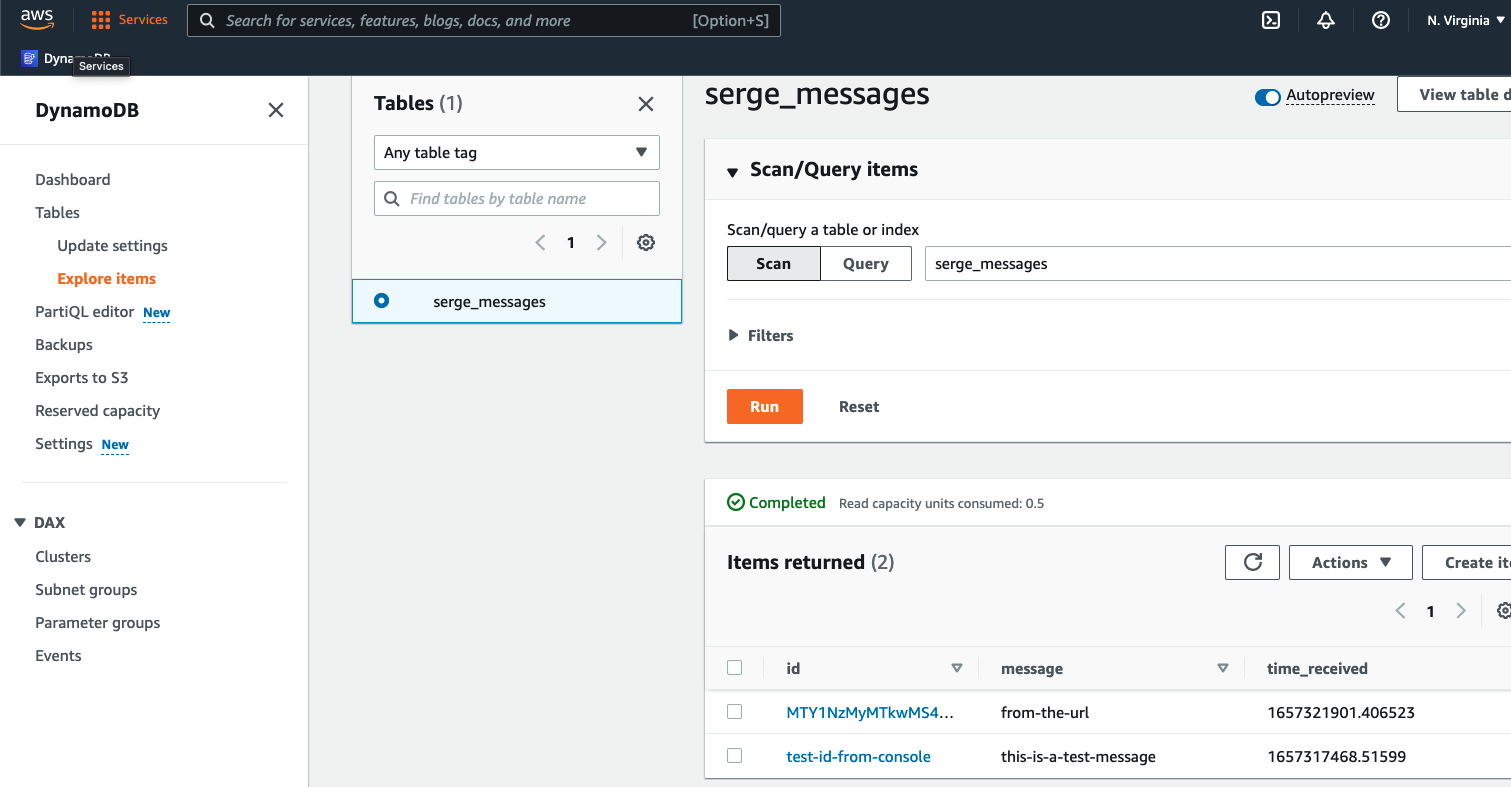 aws
Services
Search for services, features, blogs, docs, and more [Option+S]
N. Virginia
Services
DynamoDB
Dashboard
Tables
Update settings
Explore items
PartiQL editor New
Backups
Exports to S3
Reserved capacity
Settings New
DAX
Clusters
Subnet groups
Parameter groups
Events
Tables (1)
Any table tag
Find tables by table name
1
serge_messages
serge_messages
Autopreview
View table d
Scan/Query items
Scan/query a table or index
Scan Query serge_messages
Filters
Run Reset
Completed Read capacity units consumed: 0.5
Items returned (2)
Actions Create it
1
id message time_received
MTY1NzMyMTkwMS4... from-the-url 1657321901.406523
test-id-from-console this-is-a-test-message 1657317468.51599